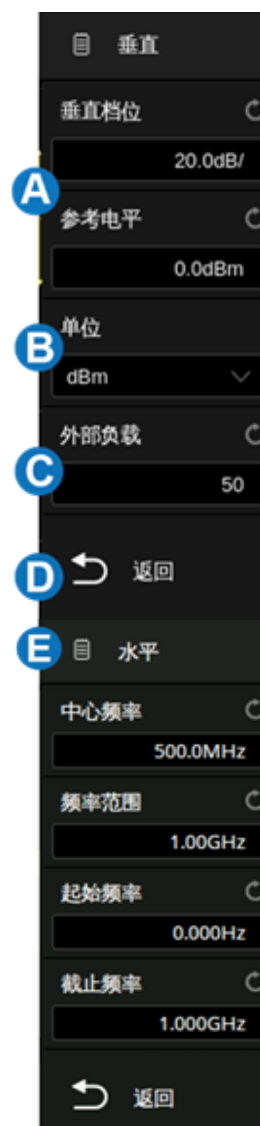 垂直
垂直档位
20.0dB/
A
参考电平
0.0dBm
单位
B
dBm
外部负载
C
50
D 返回
E 水平
中心频率
500.0MHz
频率范围
1.00GHz
起始频率
0.000Hz
截止频率
1.000GHz
返回